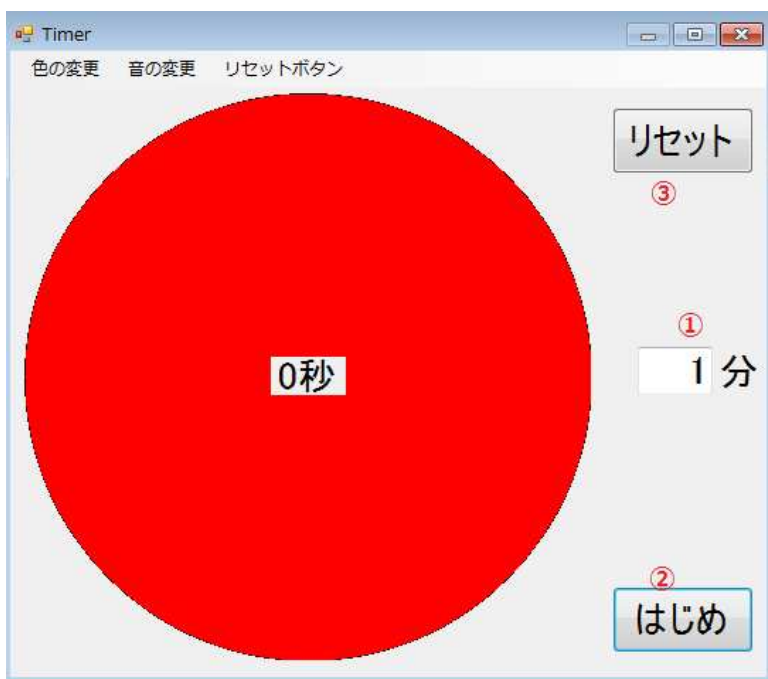 Timer
色の変更 音の変更 リセットボタン
リセット
③
①
0秒
1 分
②
はじめ